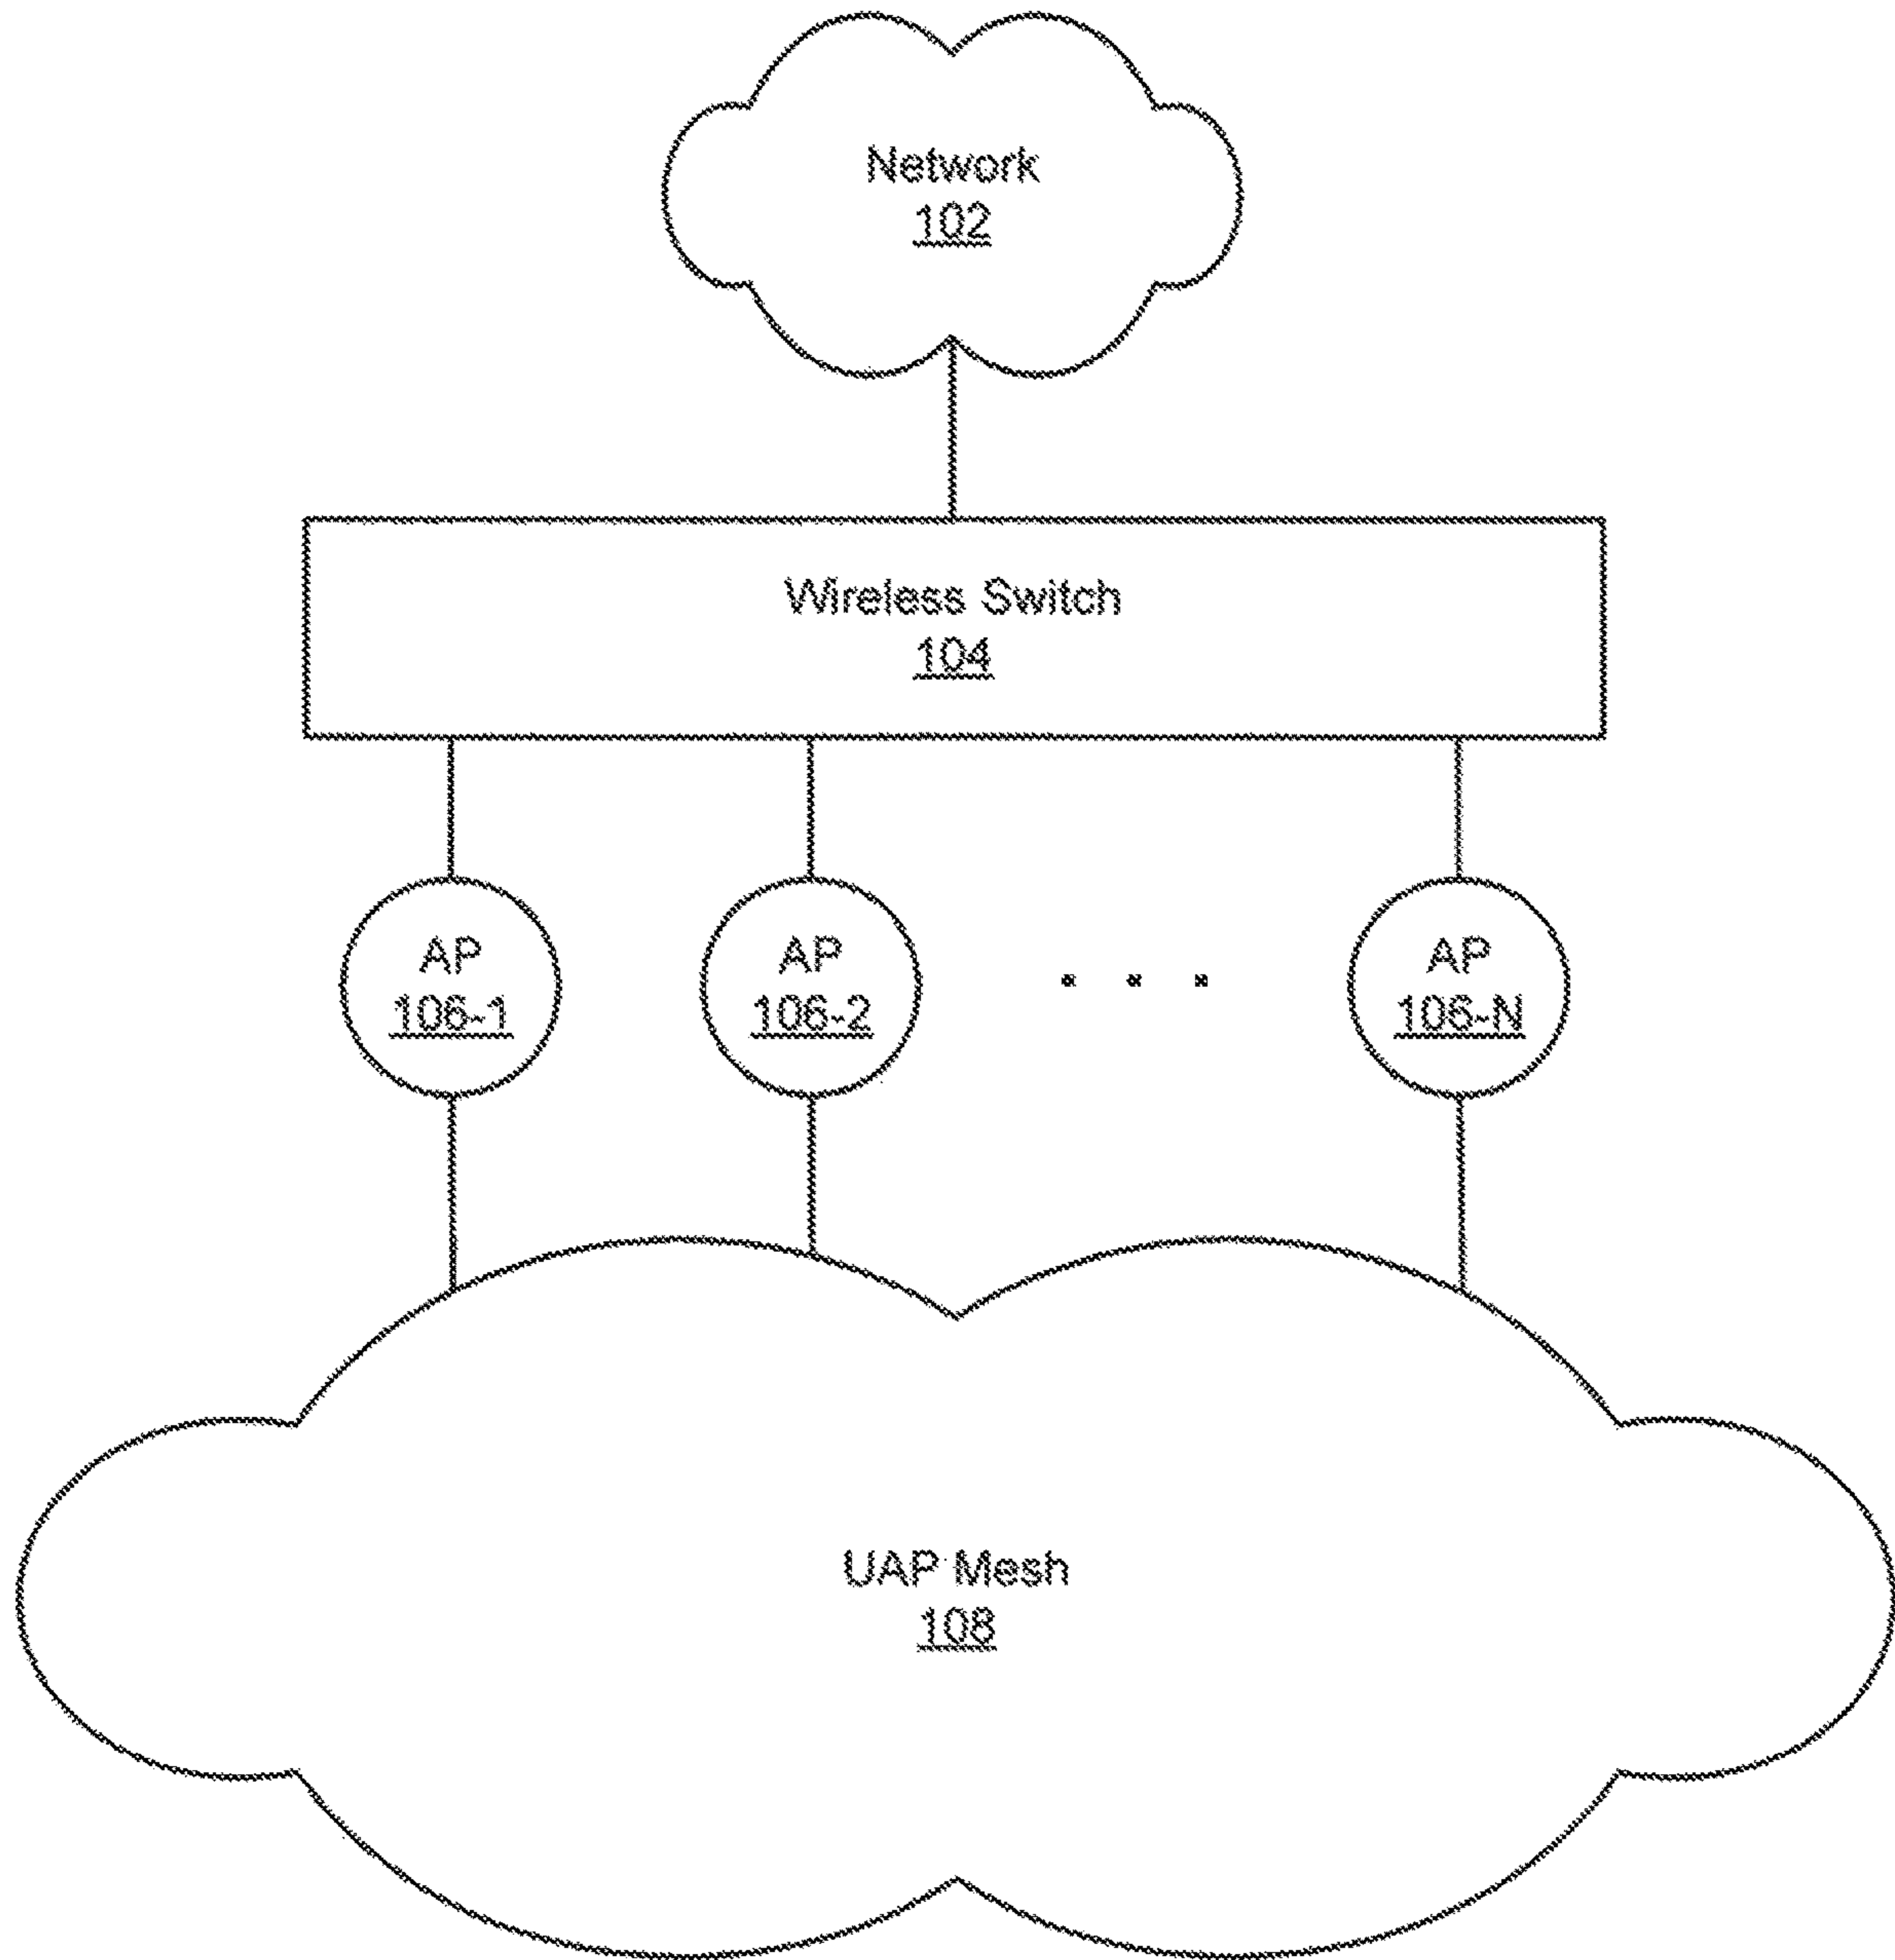 Network
102
Wireless Switch
104
AP
106-1
AP
106-2
. . .
AP
106-N
UAP Mesh
108